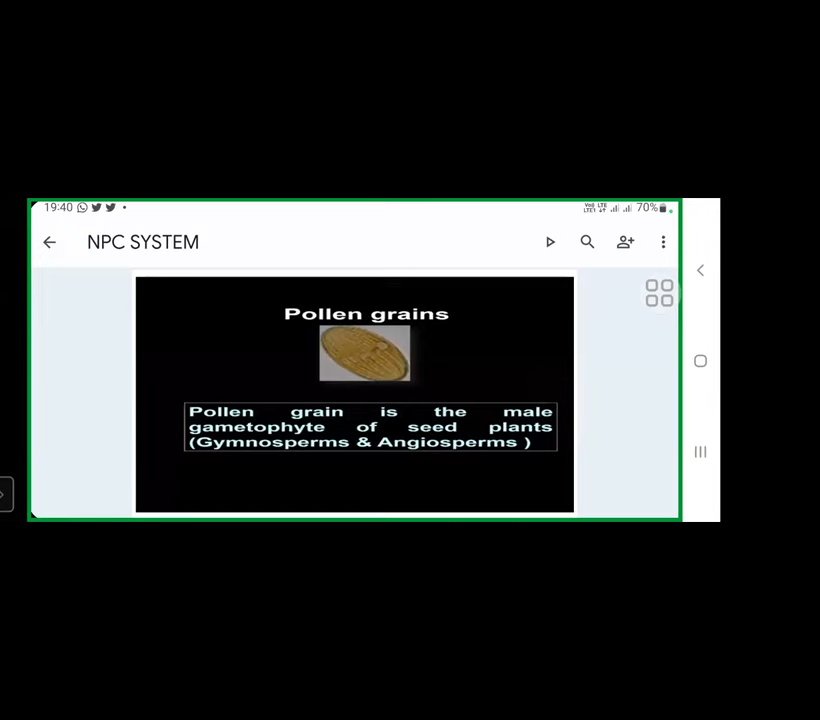 19:40
70%
NPC SYSTEM
Pollen grains
Pollen grain is the male
gametophyte of seed plants
(Gymnosperms & Angiosperms )